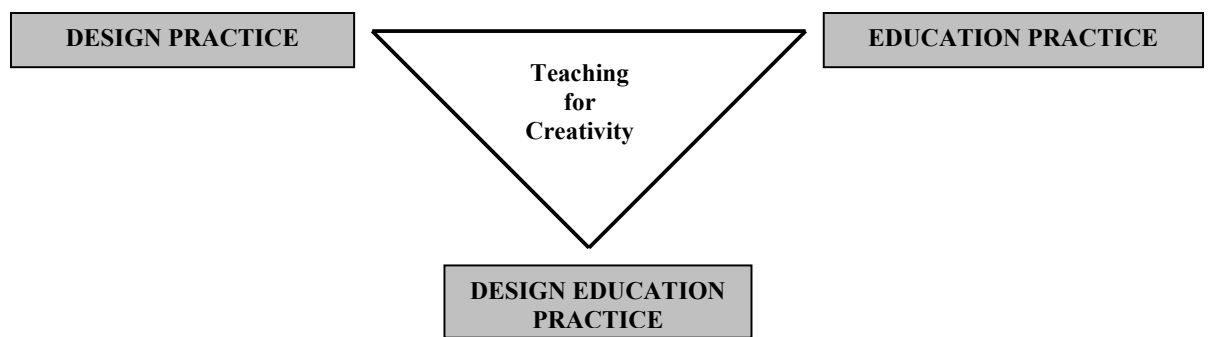 DESIGN PRACTICE
EDUCATION PRACTICE
Teaching
for
Creativity
DESIGN EDUCATION
PRACTICE